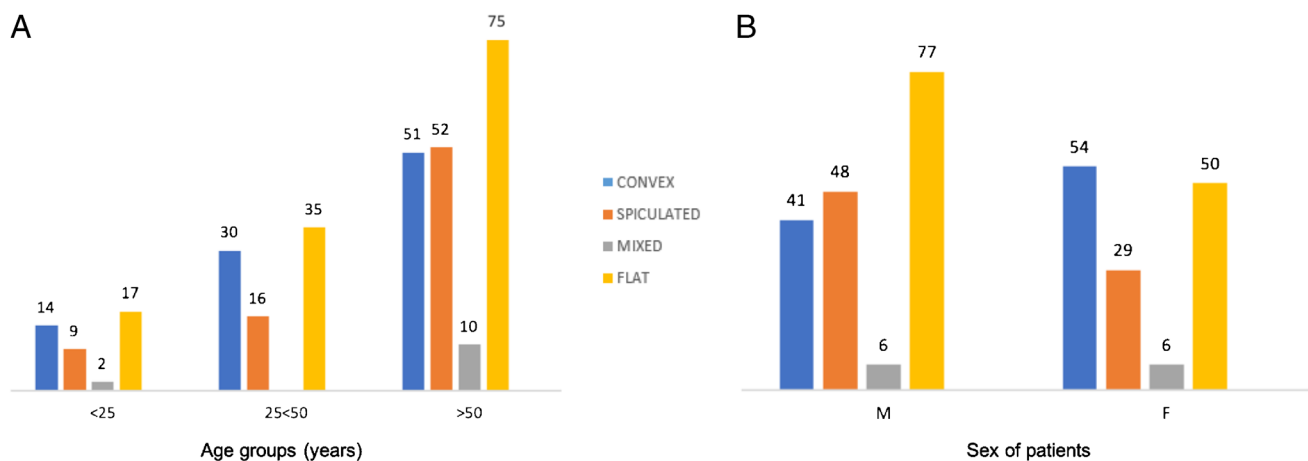 A
75
51
52
10
30
35
16
14
9
2
17
<25
25<50
>50
Age groups (years)
CONVEX
SPICULATED
MIXED
FLAT
B
77
41
48
6
54
50
29
6
M
F
Sex of patients